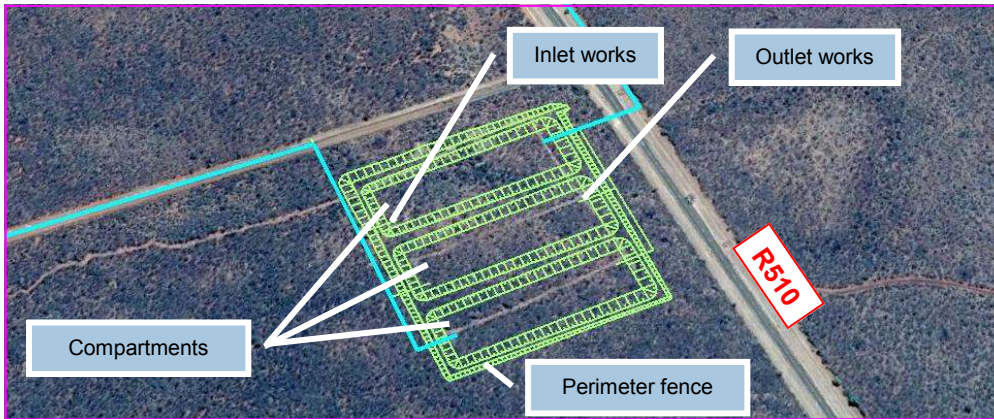 Inlet works
Outlet works
R510
Compartments
Perimeter fence